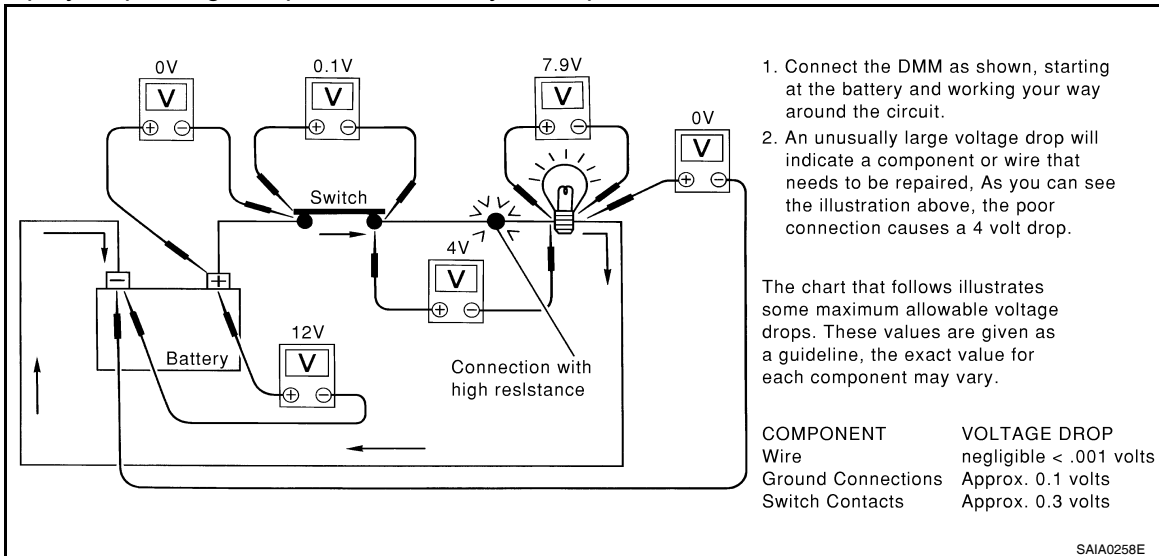 0V
0.1V
7.9V
0V
V
V
V
V
Switch
4V
V
12V
V
Battery
Connection with
high reslstance
1. Connect the DMM as shown, starting
at the battery and working your way
around the circuit.
2. An unusually large voltage drop will
indicate a component or wire that
needs to be repaired, As you can see
the illustration above, the poor
connection causes a 4 volt drop.
The chart that follows illustrates
some maximum allowable voltage
drops. These values are given as
a guideline, the exact value for
each component may vary.
COMPONENT VOLTAGE DROP
Wire negligible < .001 volts
Ground Connections Approx. 0.1 volts
Switch Contacts Approx. 0.3 volts
SAIA0258E